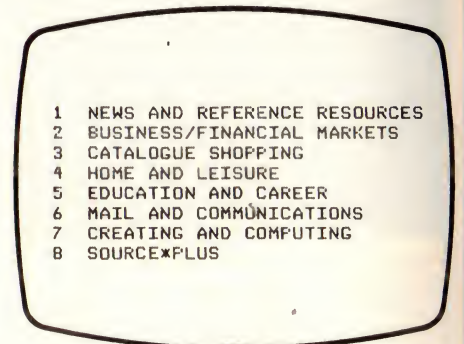 1 NEWS AND REFERENCE RESOURCES
2 BUSINESS/FINANCIAL MARKETS
3 CATALOGUE SHOPPING
4 HOME AND LEISURE
5 EDUCATION AND CAREER
6 MAIL AND COMMUNICATIONS
7 CREATING AND COMPUTING
8 SOURCE*PLUS